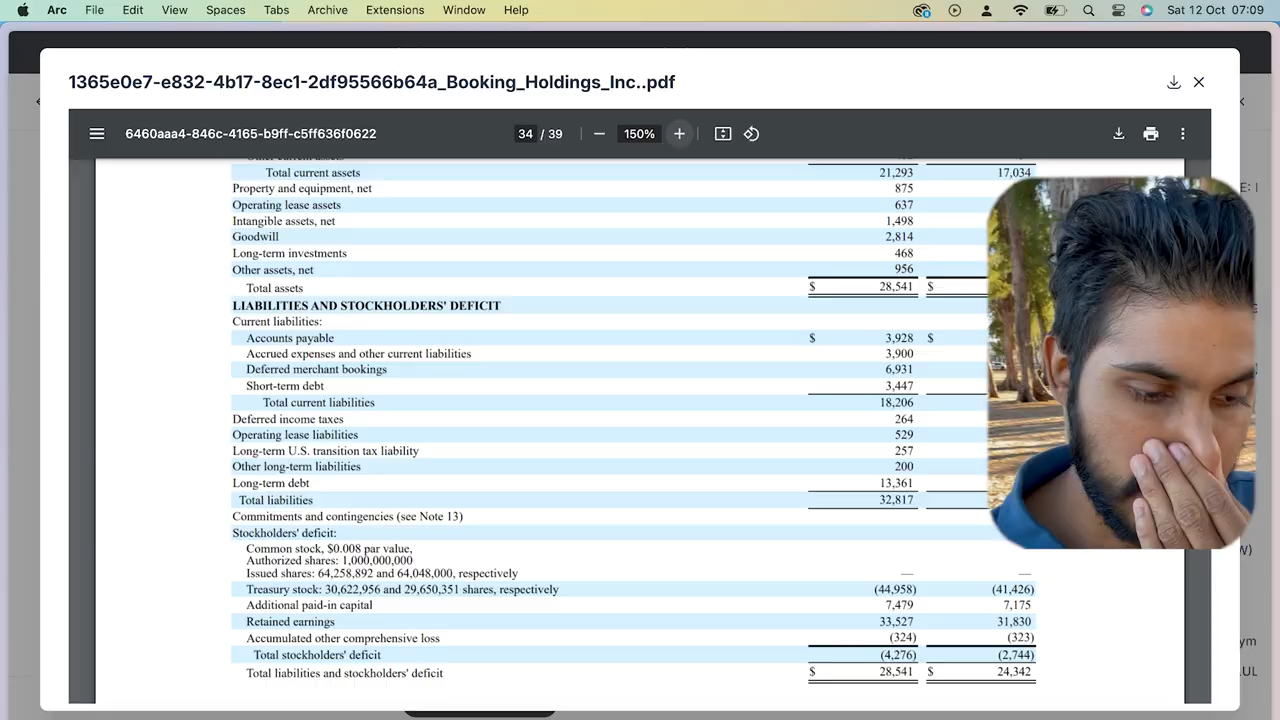 Arc File Edit View Spaces Tabs Archive Extensions Window Help Sat 12 Oct 07:09
1365e0e7-e832-4b17-8ec1-2df95566b64a_Booking_Holdings_Inc..pdf
6460aaa4-846c-4165-b9ff-c5ff636f0622 34 / 39 150%
Other current assets
Total current assets 21,293 17,034
Property and equipment, net 875
Operating lease assets 637
Intangible assets, net 1,498
Goodwill 2,814
Long-term investments 468
Other assets, net 956
Total assets $ 28,541 $
LIABILITIES AND STOCKHOLDERS' DEFICIT
Current liabilities:
Accounts payable $ 3,928 $
Accrued expenses and other current liabilities 3,900
Deferred merchant bookings 6,931
Short-term debt 3,447
Total current liabilities 18,206
Deferred income taxes 264
Operating lease liabilities 529
Long-term U.S. transition tax liability 257
Other long-term liabilities 200
Long-term debt 13,361
Total liabilities 32,817
Commitments and contingencies (see Note 13)
Stockholders' deficit:
Common stock, $0.008 par value,
Authorized shares: 1,000,000,000
Issued shares: 64,258,892 and 64,048,000, respectively — —
Treasury stock: 30,622,956 and 29,650,351 shares, respectively (44,958) (41,426)
Additional paid-in capital 7,479 7,175
Retained earnings 33,527 31,830
Accumulated other comprehensive loss (324) (323)
Total stockholders' deficit (4,276) (2,744)
Total liabilities and stockholders' deficit $ 28,541 $ 24,342